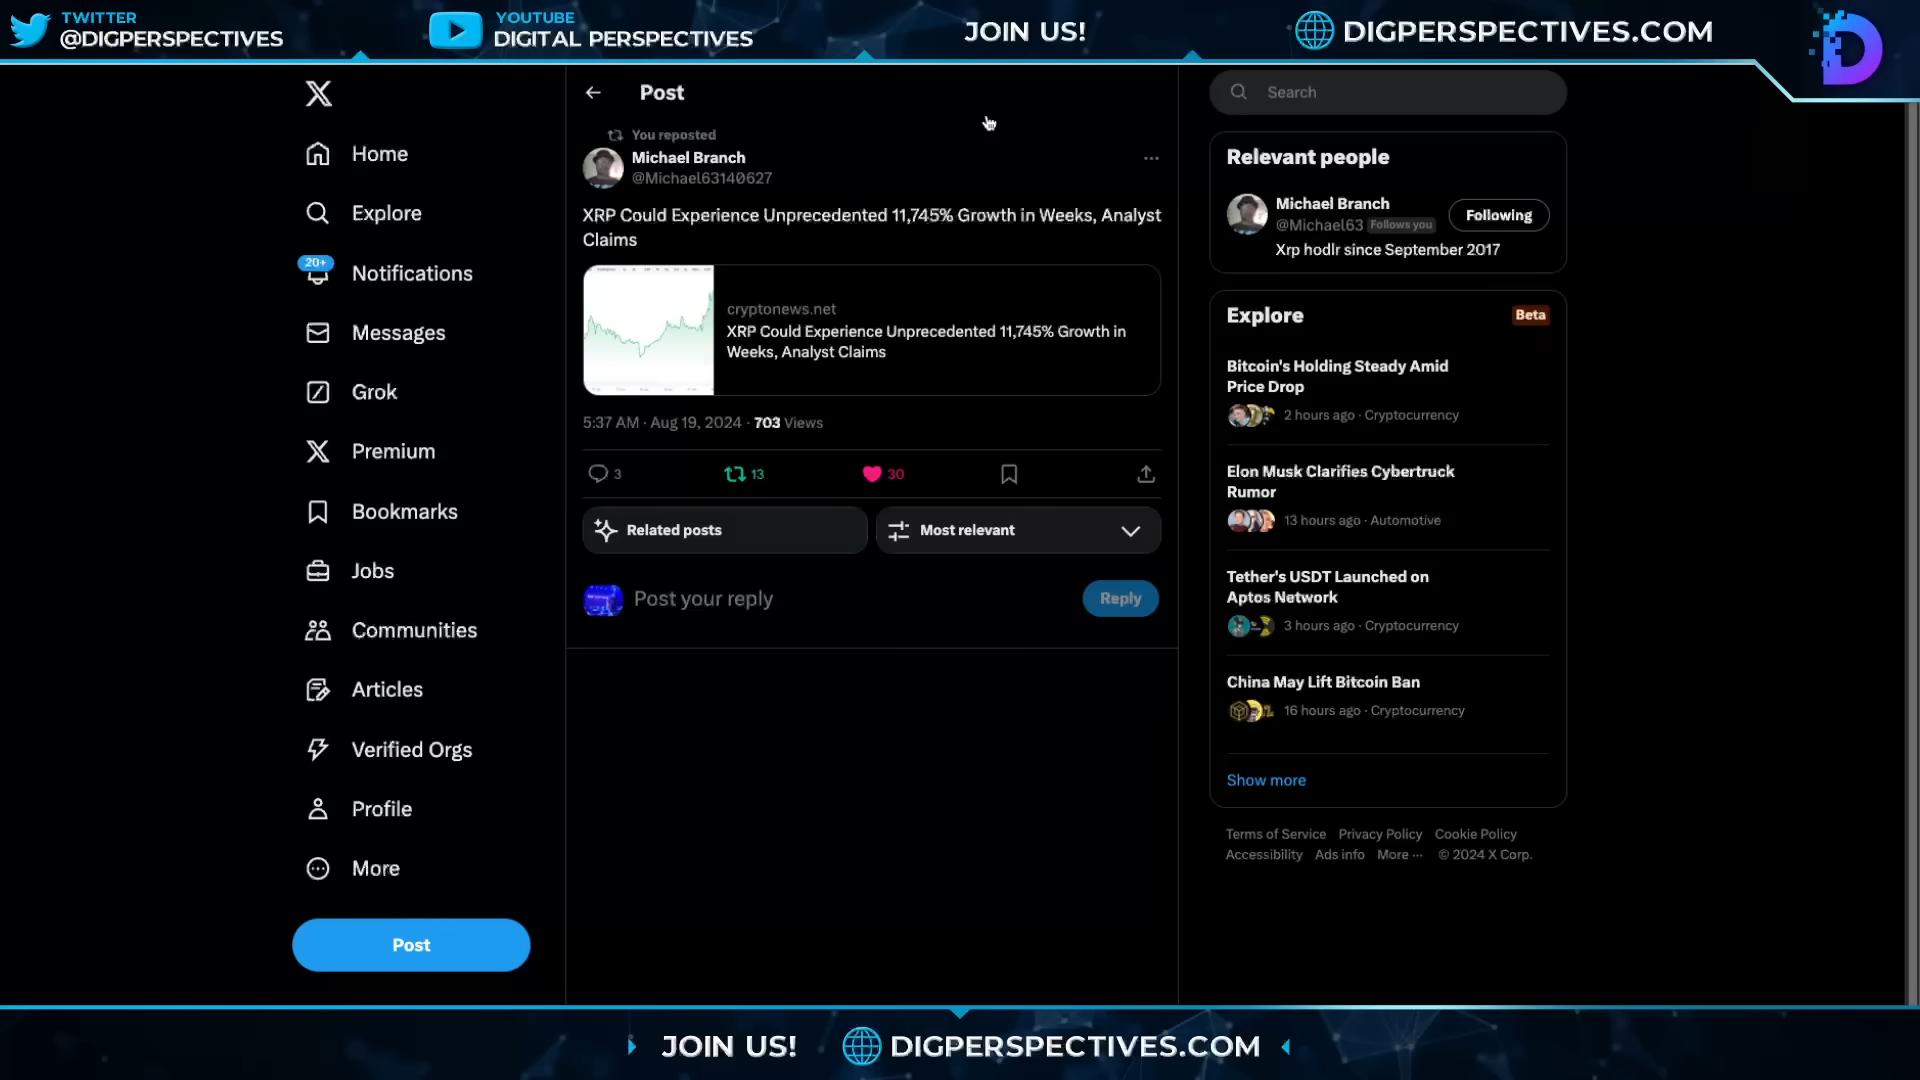 TWITTER
@DIGPERSPECTIVES
YOUTUBE
DIGITAL PERSPECTIVES
JOIN US!
DIGPERSPECTIVES.COM
Home
Explore
20+
Notifications
Messages
Grok
Premium
Bookmarks
Jobs
Communities
Articles
Verified Orgs
Profile
More
Post
Post
You reposted
Michael Branch
@Michael63140627
XRP Could Experience Unprecedented 11,745% Growth in Weeks, Analyst
Claims
cryptonews.net
XRP Could Experience Unprecedented 11,745% Growth in
Weeks, Analyst Claims
5:37 AM · Aug 19, 2024 · 703 Views
3
13
30
Related posts
Most relevant
Post your reply
Reply
Search
Relevant people
Michael Branch
@Michael63 Follows you
Following
Xrp hodlr since September 2017
Explore
Beta
Bitcoin's Holding Steady Amid
Price Drop
2 hours ago · Cryptocurrency
Elon Musk Clarifies Cybertruck
Rumor
13 hours ago · Automotive
Tether's USDT Launched on
Aptos Network
3 hours ago · Cryptocurrency
China May Lift Bitcoin Ban
16 hours ago · Cryptocurrency
Show more
Terms of Service Privacy Policy Cookie Policy
Accessibility Ads info More ··· © 2024 X Corp.
JOIN US!
DIGPERSPECTIVES.COM